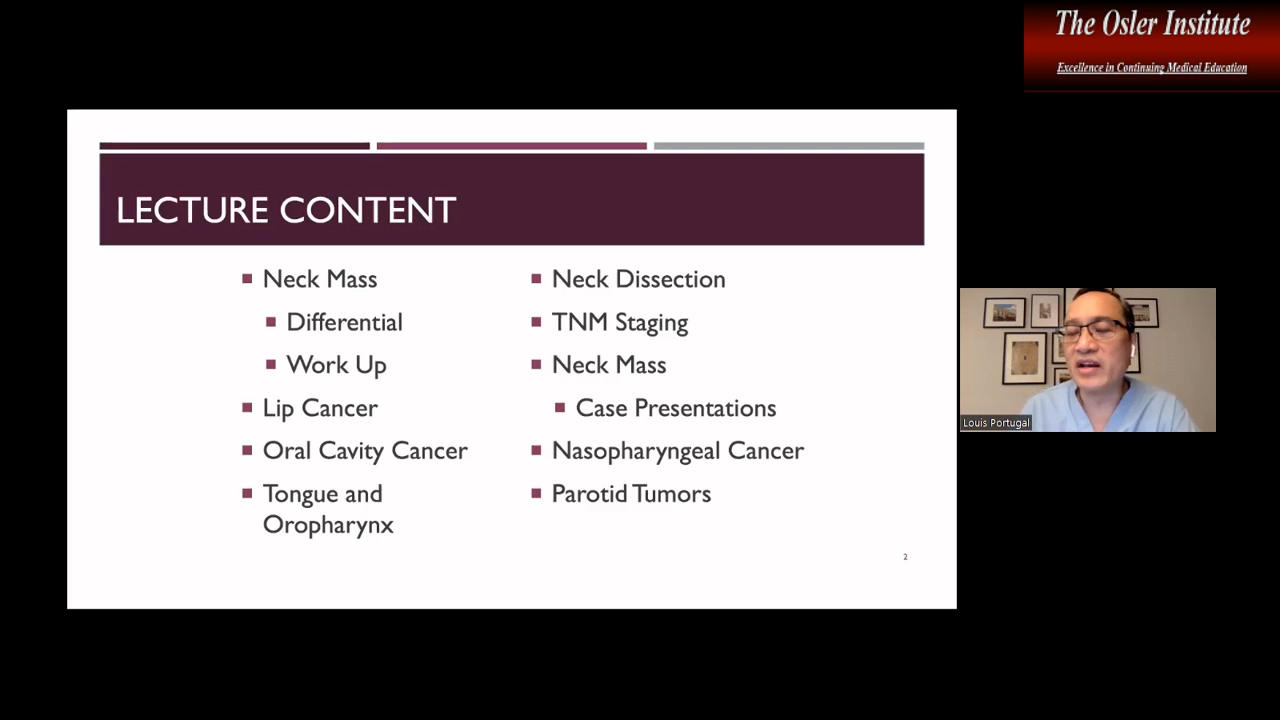 The Osler Institute
Excellence in Continuing Medical Education
LECTURE CONTENT
Neck Mass
Differential
Work Up
Lip Cancer
Oral Cavity Cancer
Tongue and
Oropharynx
Neck Dissection
TNM Staging
Neck Mass
Case Presentations
Nasopharyngeal Cancer
Parotid Tumors
2
Louis Portugal